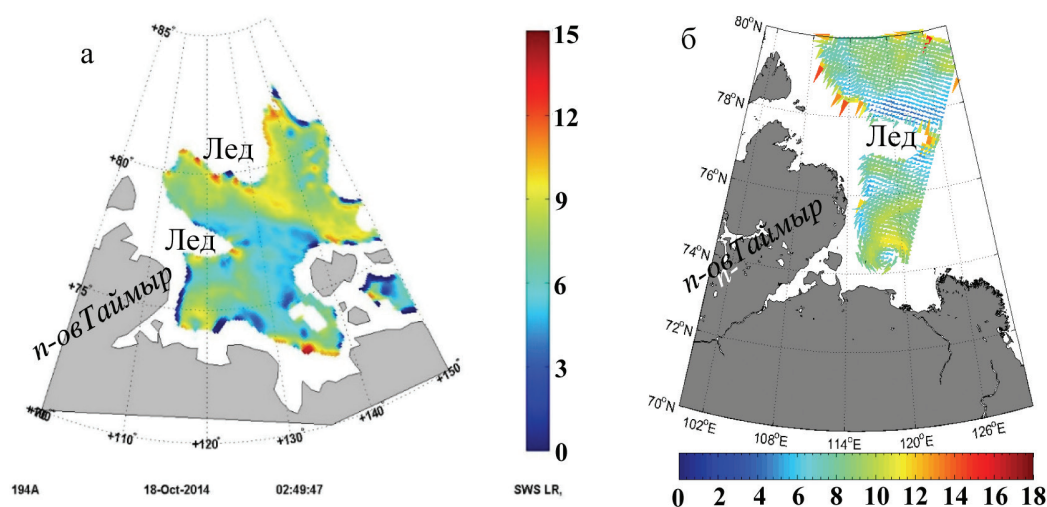 а
+85°
+80°
+75°
Лед
Лед
п-овТаймыр
+110°
+120°
+130°
+140°
+150°
15
12
9
6
3
0
194A 18-Oct-2014 02:49:47 SWS LR,
б
80°N
78°N
76°N
74°N
72°N
70°N
Лед
п-овТаймыр
102°E 108°E 114°E 120°E 126°E
0 2 4 6 8 10 12 14 16 18